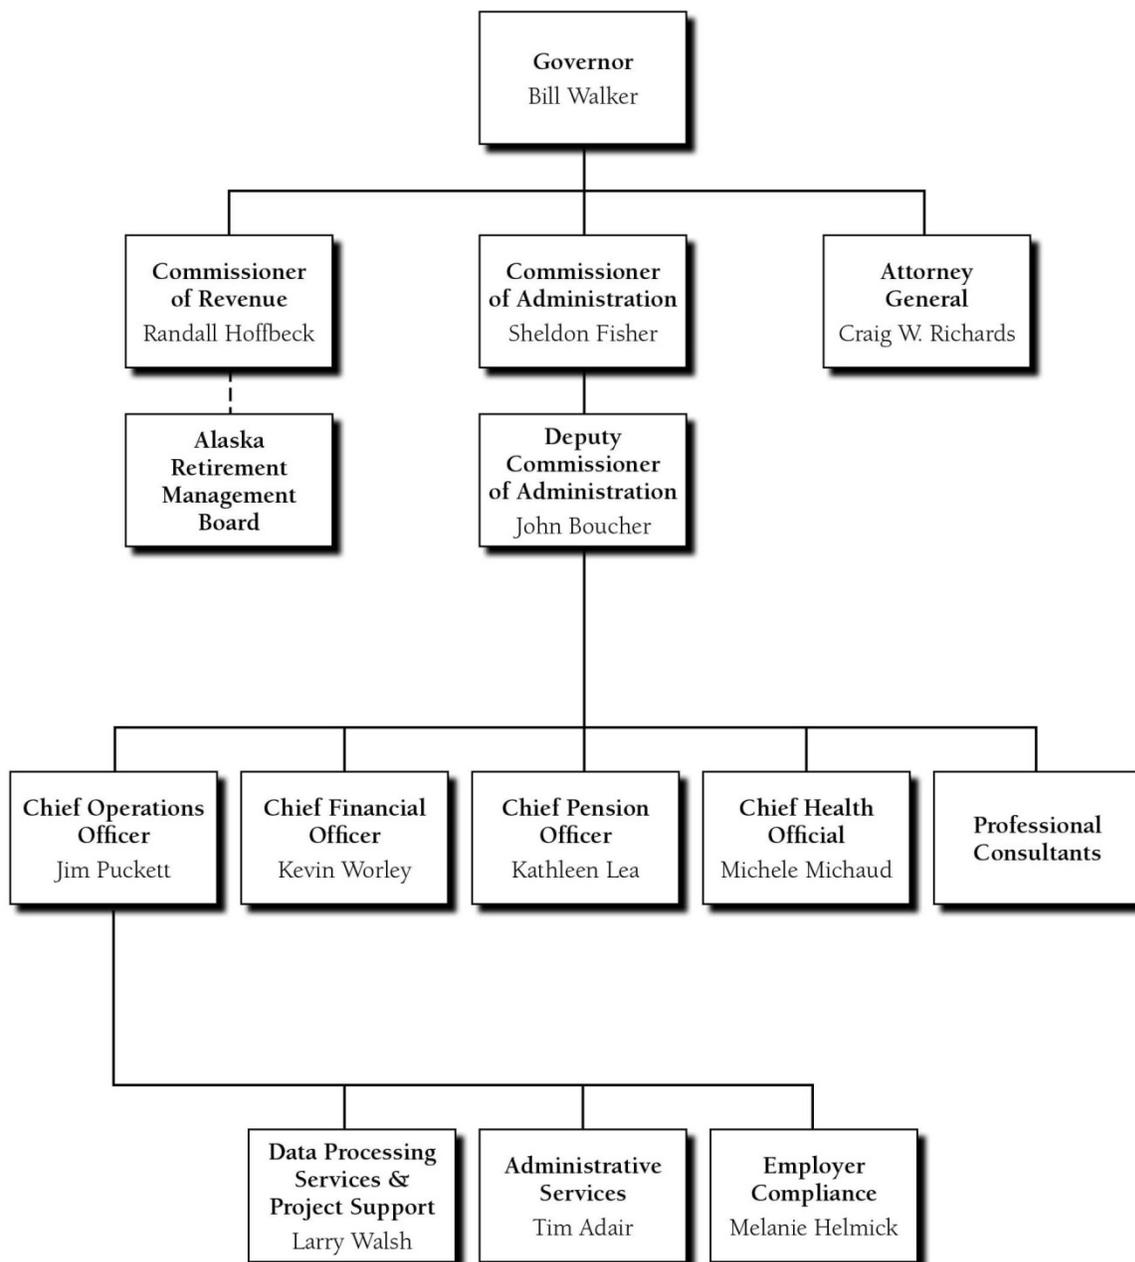 Governor
Bill Walker
Commissioner
of Revenue
Randall Hoffbeck
Commissioner
of Administration
Sheldon Fisher
Attorney
General
Craig W. Richards
Alaska
Retirement
Management
Board
Deputy
Commissioner
of Administration
John Boucher
Chief Operations
Officer
Jim Puckett
Chief Financial
Officer
Kevin Worley
Chief Pension
Officer
Kathleen Lea
Chief Health
Official
Michele Michaud
Professional
Consultants
Data Processing
Services &
Project Support
Larry Walsh
Administrative
Services
Tim Adair
Employer
Compliance
Melanie Helmick